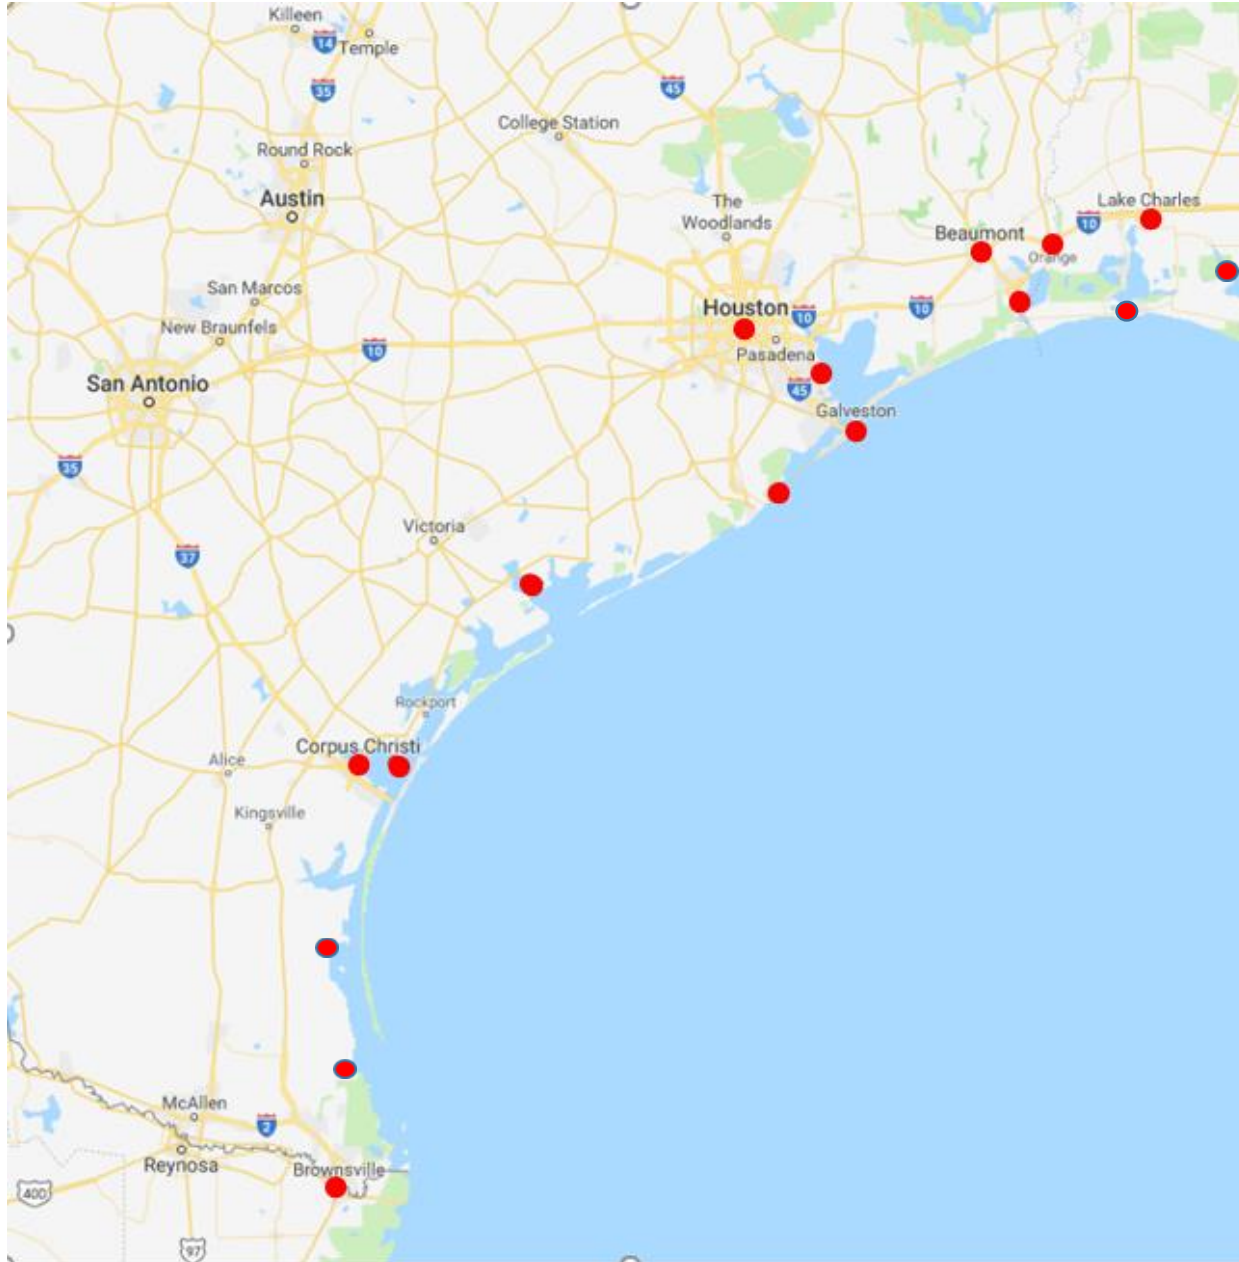 Killeen
14
Temple
35
45
College Station
Round Rock
Austin
The
Woodlands
Lake Charles
10
Beaumont
Orange
San Marcos
Houston
10
10
New Braunfels
10
Pasadena
San Antonio
45
Galveston
35
Victoria
37
Rockport
Corpus Christi
Alice
Kingsville
McAllen
2
Reynosa
Brownsville
400
97